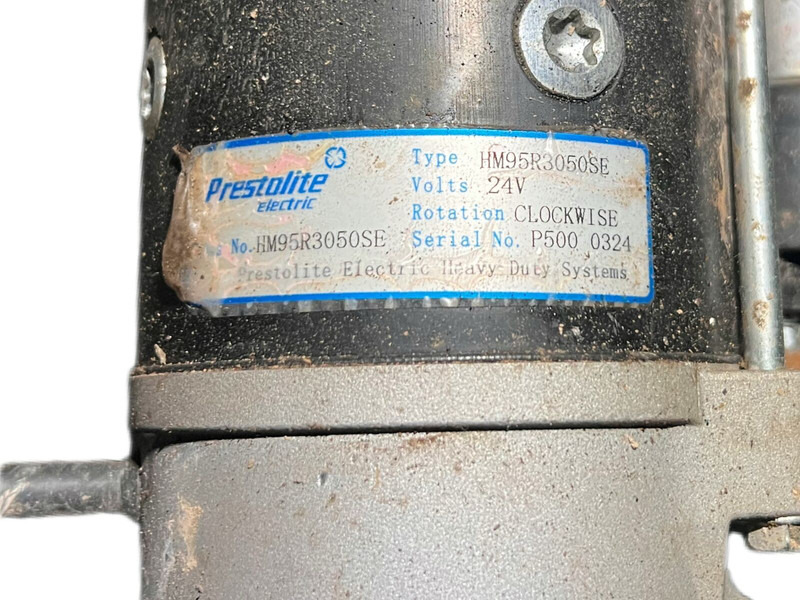 Prestolite
electric
Type HM95R3050SE
Volts 24V
Rotation CLOCKWISE
No. HM95R3050SE Serial No. P500 0324
Prestolite Electric Heavy Duty Systems